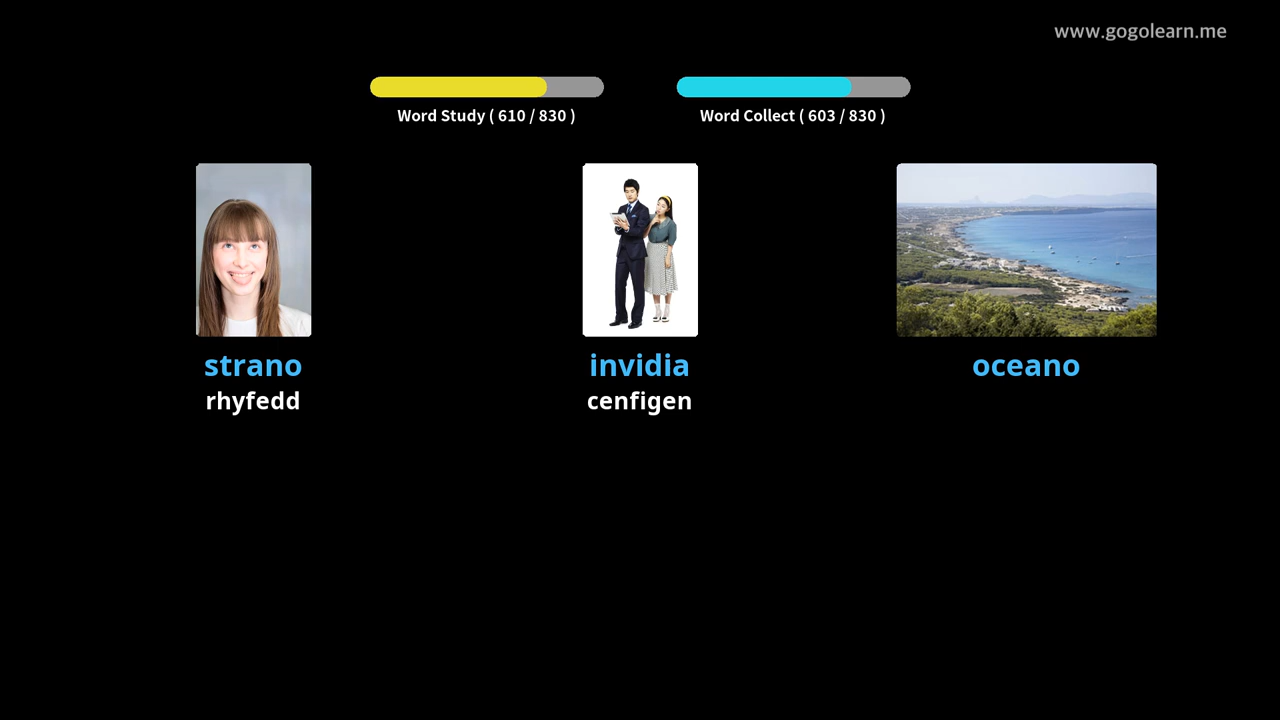 www.gogolearn.me
Word Study ( 610 / 830 )
Word Collect ( 603 / 830 )
strano
rhyfedd
invidia
cenfigen
oceano